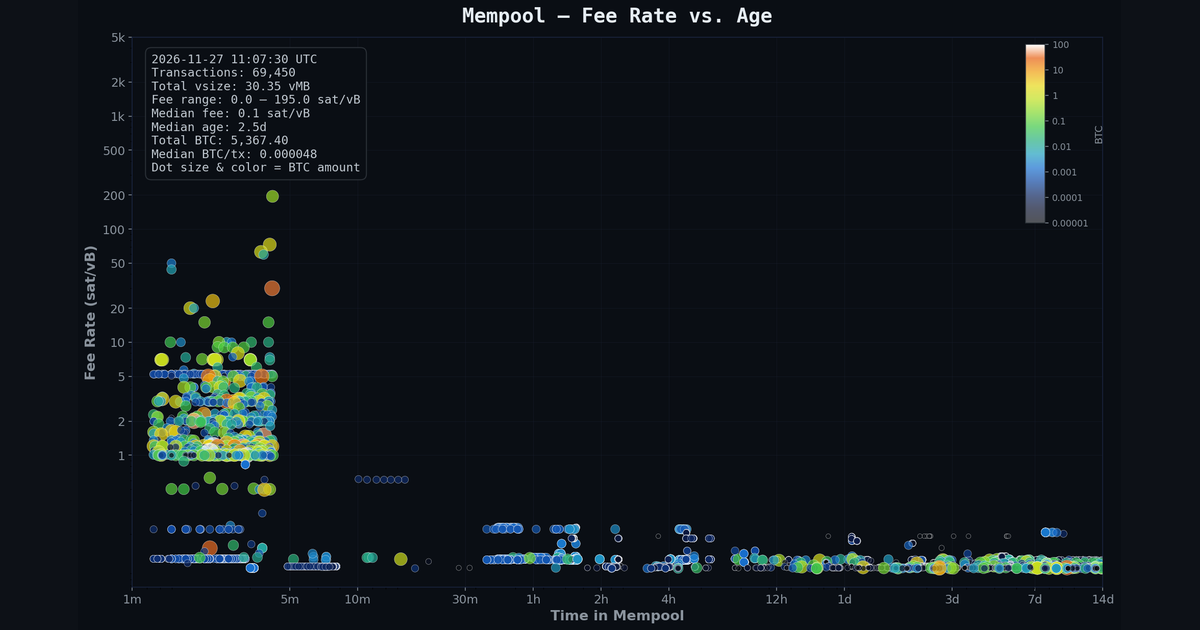 Mempool — Fee Rate vs. Age
2026-11-27 11:07:30 UTC
Transactions: 69,450
Total vsize: 30.35 vMB
Fee range: 0.0 — 195.0 sat/vB
Median fee: 0.1 sat/vB
Median age: 2.5d
Total BTC: 5,367.40
Median BTC/tx: 0.000048
Dot size & color = BTC amount
100
10
1
0.1
0.01
0.001
0.0001
0.00001
BTC
Fee Rate (sat/vB)
5k
2k
1k
500
200
100
50
20
10
5
2
1
1m
5m
10m
30m
1h
2h
4h
12h
1d
3d
7d
14d
Time in Mempool